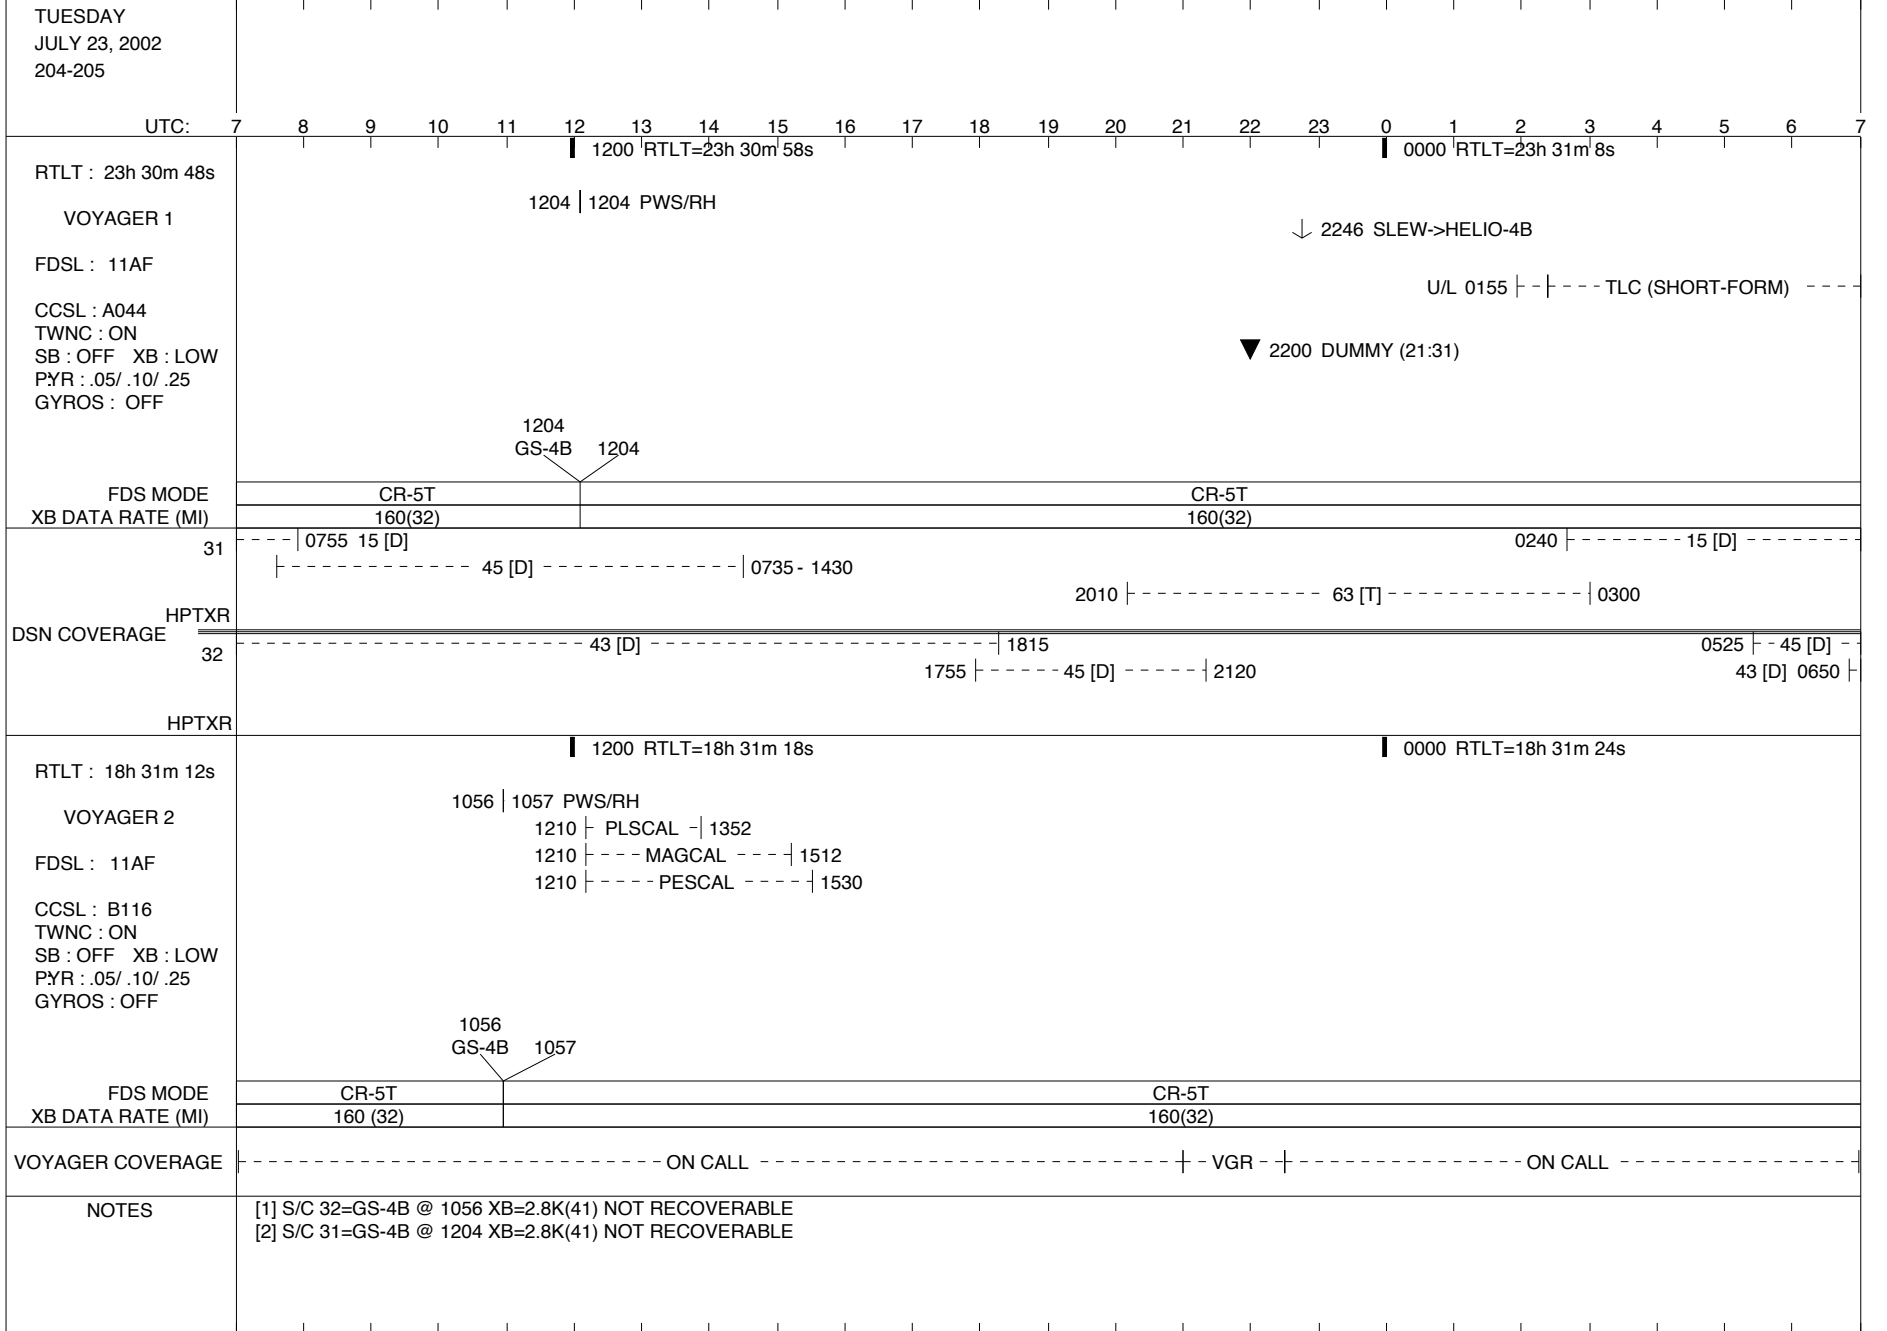 TUESDAY
JULY 23, 2002
204-205
UTC: 7 8 9 10 11 12 13 14 15 16 17 18 19 20 21 22 23 0 1 2 3 4 5 6 7
1200 RTLT=23h 30m 58s 0000 RTLT=23h 31m 8s
RTLT : 23h 30m 48s
1204 1204 PWS/RH
VOYAGER 1
2246 SLEW->HELIO-4B
FDSL : 11AF
U/L 0155 TLC (SHORT-FORM)
CCSL : A044
TWNC : ON
SB : OFF XB : LOW
2200 DUMMY (21:31)
P:YR : .05/ .10/ .25
GYROS : OFF
1204
GS-4B 1204
FDS MODE CR-5T CR-5T
XB DATA RATE (MI) 160(32) 160(32)
31 0755 15 [D] 0240 15 [D]
45 [D] 0735- 1430
2010 63 [T] 0300
HPTXR
DSN COVERAGE
32 43 [D] 1815 0525 45 [D]
1755 45 [D] 2120 43 [D] 0650
HPTXR
1200 RTLT=18h 31m 18s 0000 RTLT=18h 31m 24s
RTLT : 18h 31m 12s
1056 1057 PWS/RH
VOYAGER 2
1210 PLSCAL 1352
1210 MAGCAL 1512
FDSL : 11AF
1210 PESCAL 1530
CCSL : B116
TWNC : ON
SB : OFF XB : LOW
P:YR : .05/ .10/ .25
GYROS : OFF
1056
GS-4B 1057
FDS MODE CR-5T CR-5T
XB DATA RATE (MI) 160 (32) 160(32)
VOYAGER COVERAGE ON CALL VGR ON CALL
NOTES [1] S/C 32=GS-4B @ 1056 XB=2.8K(41) NOT RECOVERABLE
[2] S/C 31=GS-4B @ 1204 XB=2.8K(41) NOT RECOVERABLE